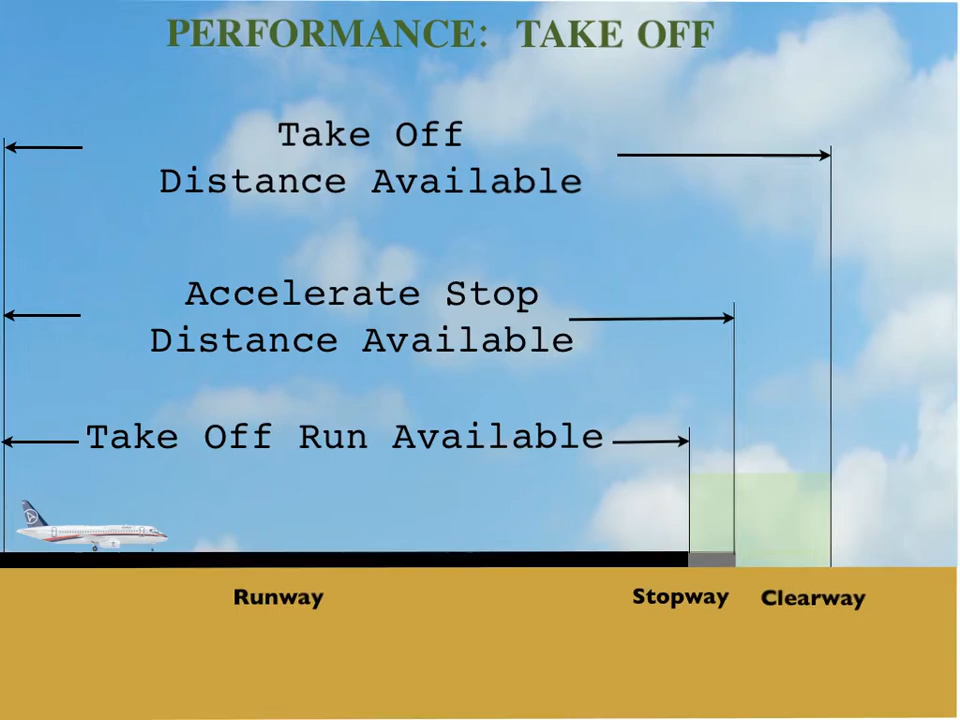 PERFORMANCE: TAKE OFF
Take Off
Distance Available
Accelerate Stop
Distance Available
Take Off Run Available
Runway
Stopway
Clearway